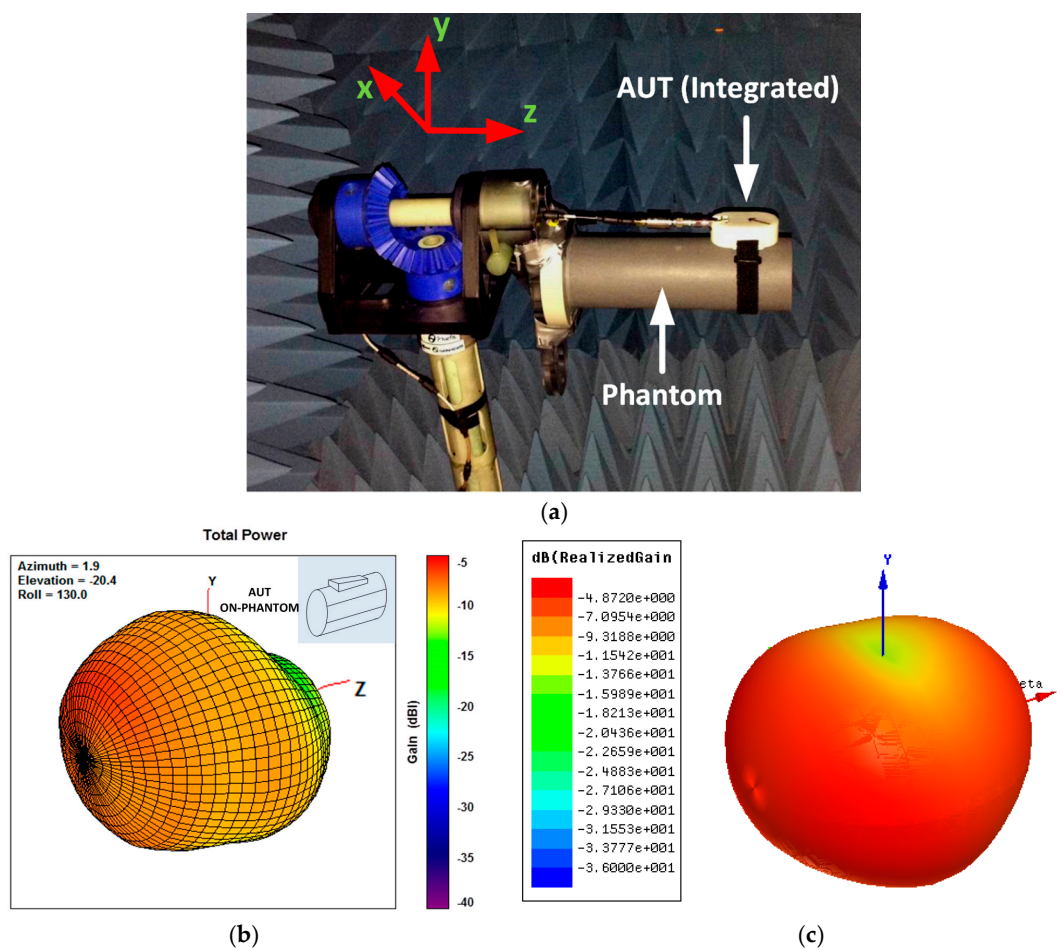 y
x
z
AUT (Integrated)
Phantom
(a)
Total Power
Azimuth = 1.9
Elevation = -20.4
Roll = 130.0
Y
AUT
ON-PHANTOM
Z
-5
-10
-15
-20
-25
-30
-35
-40
Gain (dBi)
(b)
dB(RealizedGain
-4.8720e+000
-7.0954e+000
-9.3188e+000
-1.1542e+001
-1.3766e+001
-1.5989e+001
-1.8213e+001
-2.0436e+001
-2.2659e+001
-2.4883e+001
-2.7106e+001
-2.9330e+001
-3.1553e+001
-3.3777e+001
-3.6000e+001
Y
eta
(c)